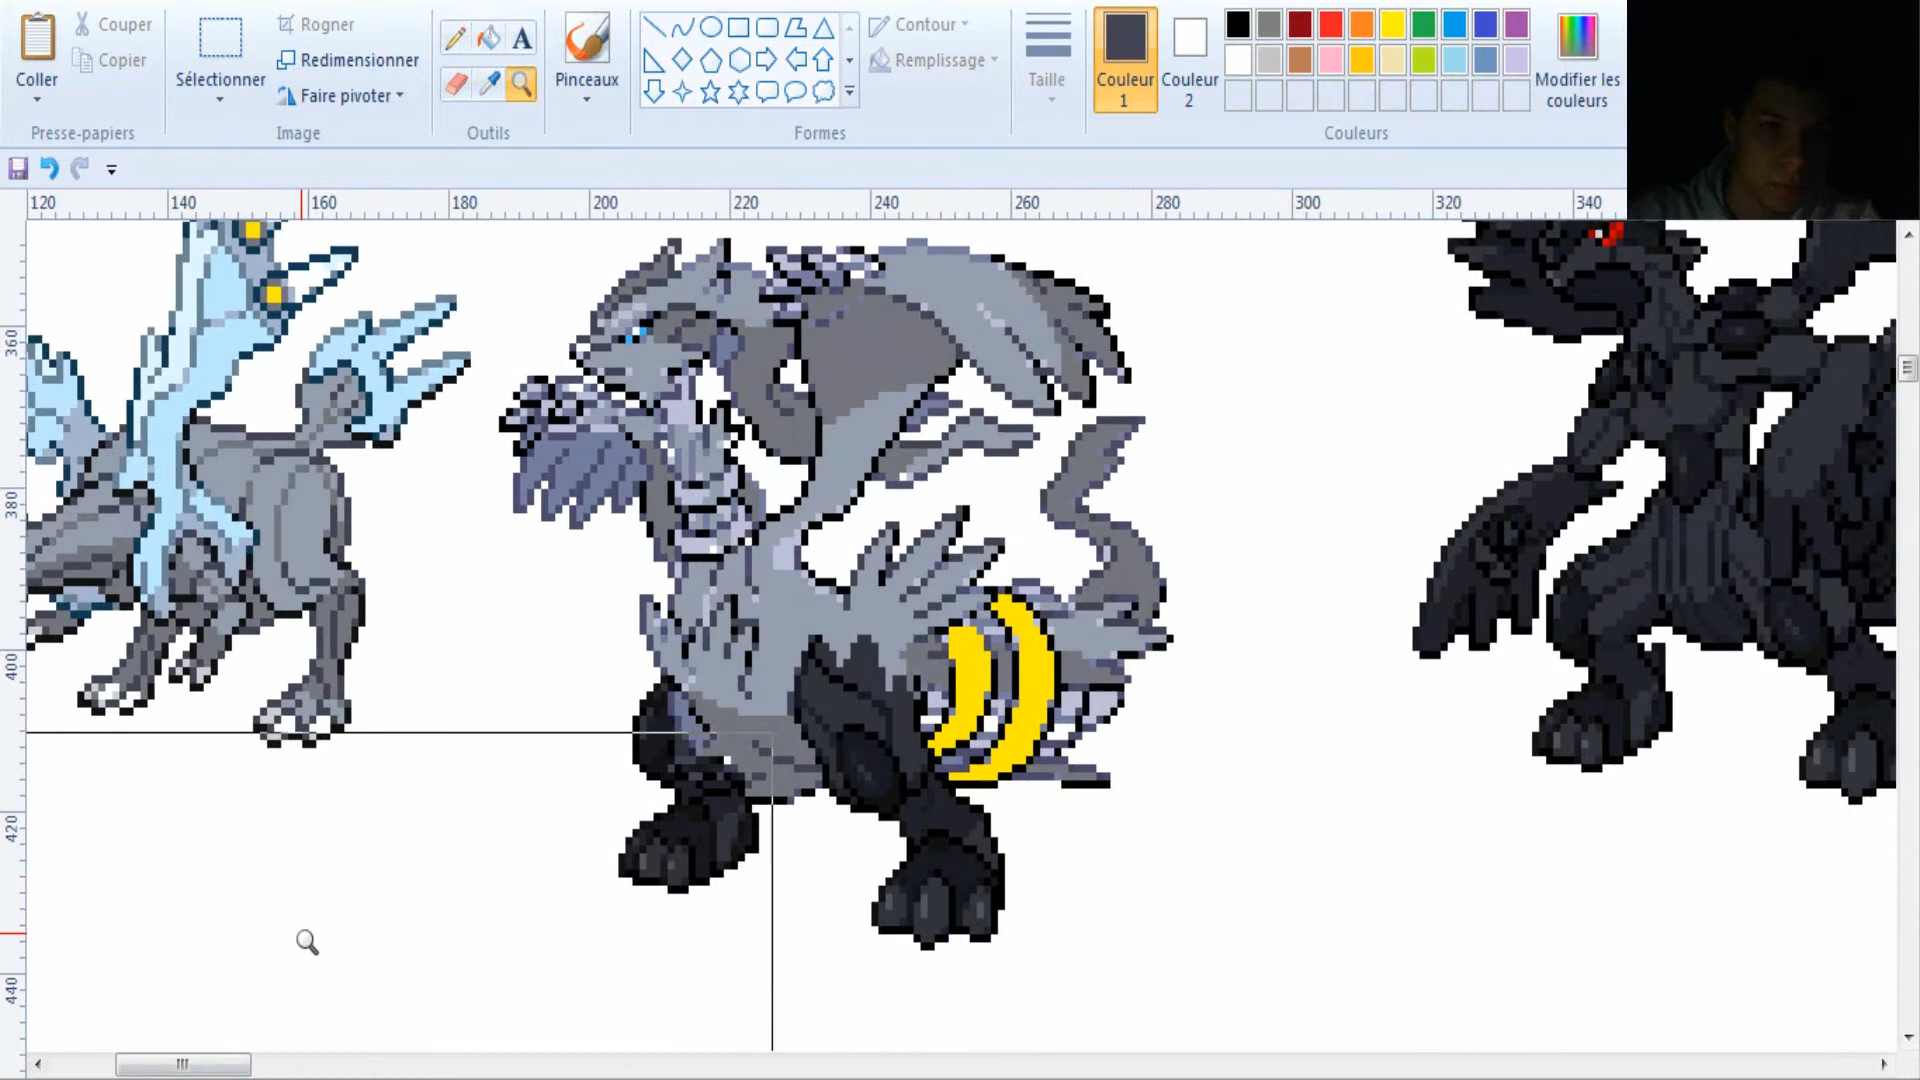 Coller
Couper
Copier
Presse-papiers
Sélectionner
Rogner
Redimensionner
Faire pivoter
Image
A
Outils
Pinceaux
Contour
Remplissage
Formes
Taille
Couleur
1
Couleur
2
Modifier les
couleurs
Couleurs
120 140 160 180 200 220 240 260 280 300 320 340
360
380
400
420
440